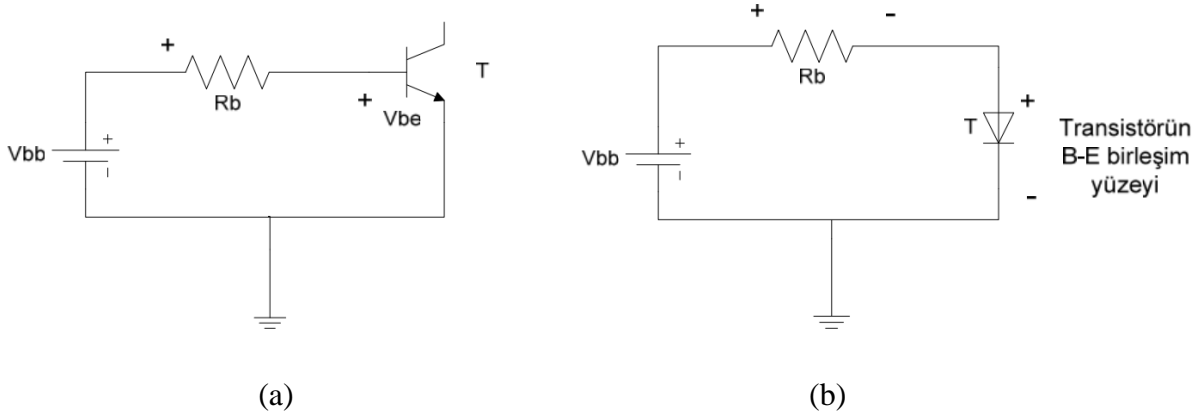 +
Rb
+
Vbe
T
Vbb
+
-
(a)
+ -
Rb
+
T
-
Vbb
+
-
Transistörün
B-E birleşim
yüzeyi
(b)